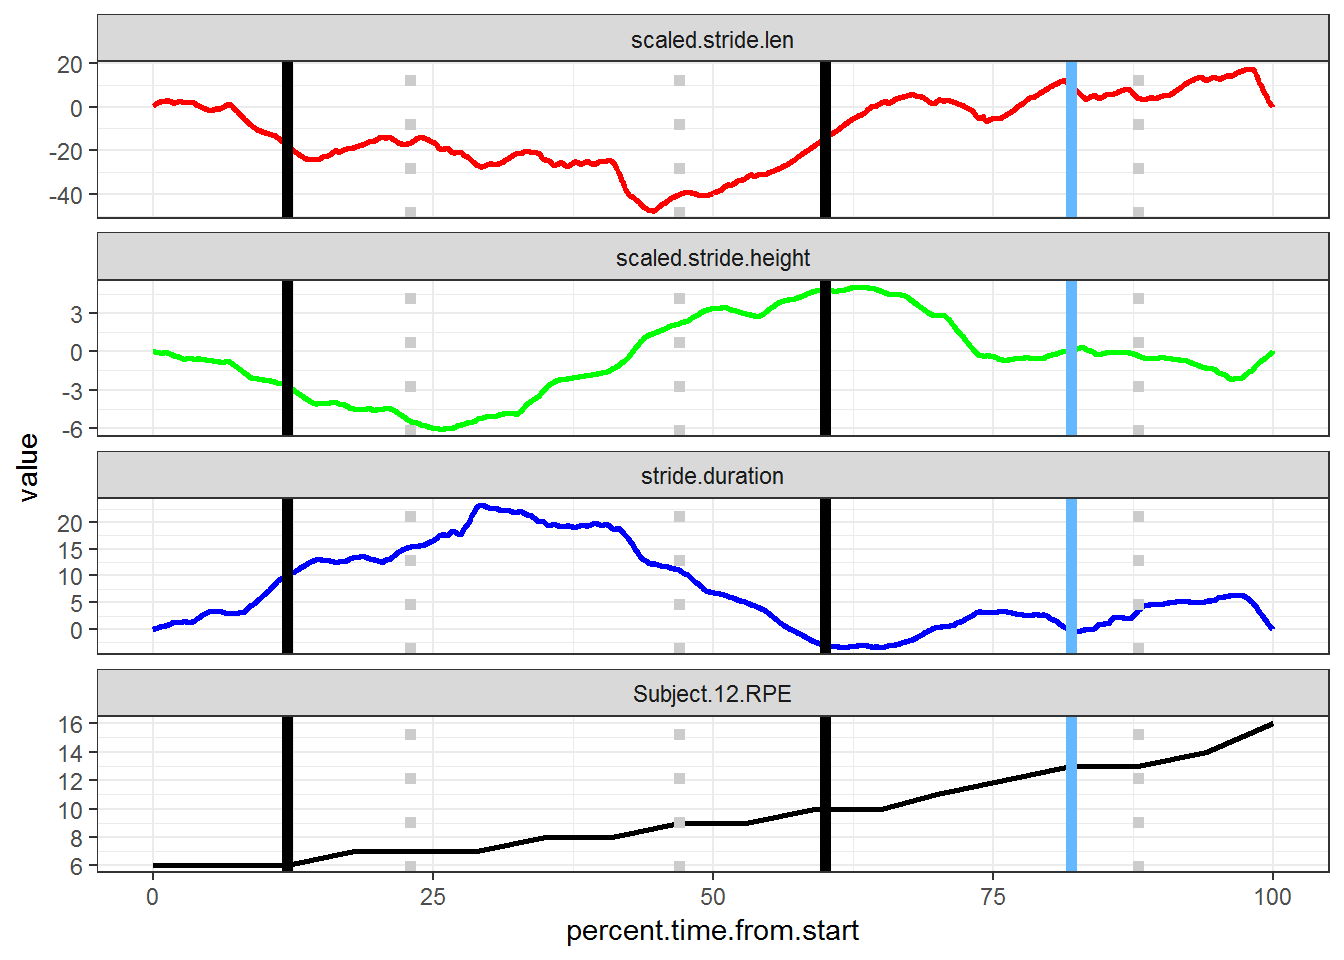 scaled.stride.len
20
0
-20
-40
scaled.stride.height
3
0
-3
-6
value
stride.duration
20
15
10
5
0
Subject.12.RPE
16
14
12
10
8
6
0 25 50 75 100
percent.time.from.start